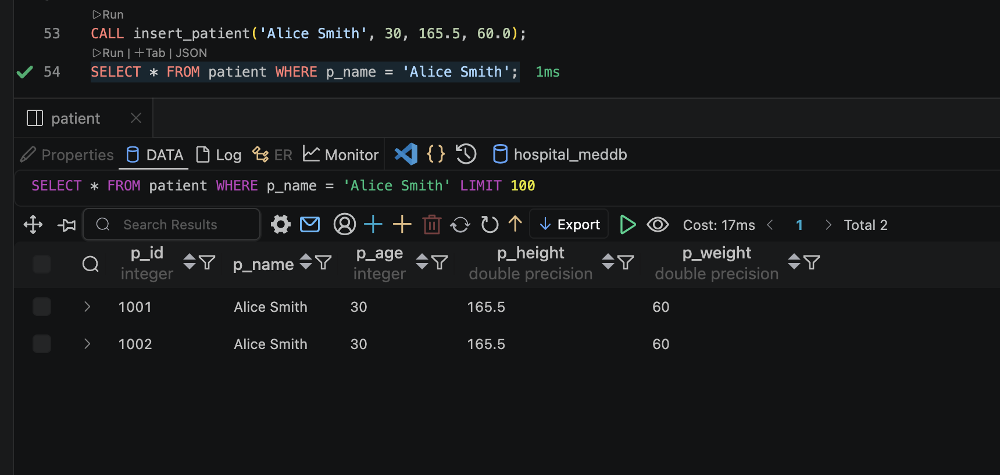 Run
53 CALL insert_patient('Alice Smith', 30, 165.5, 60.0);
Run | +Tab | JSON
54 SELECT * FROM patient WHERE p_name = 'Alice Smith'; 1ms
patient
Properties DATA Log ER Monitor {} hospital_meddb
SELECT * FROM patient WHERE p_name = 'Alice Smith' LIMIT 100
Search Results Export Cost: 17ms < 1 > Total 2
p_id p_name p_age p_height p_weight
integer integer double precision double precision
1001 Alice Smith 30 165.5 60
1002 Alice Smith 30 165.5 60